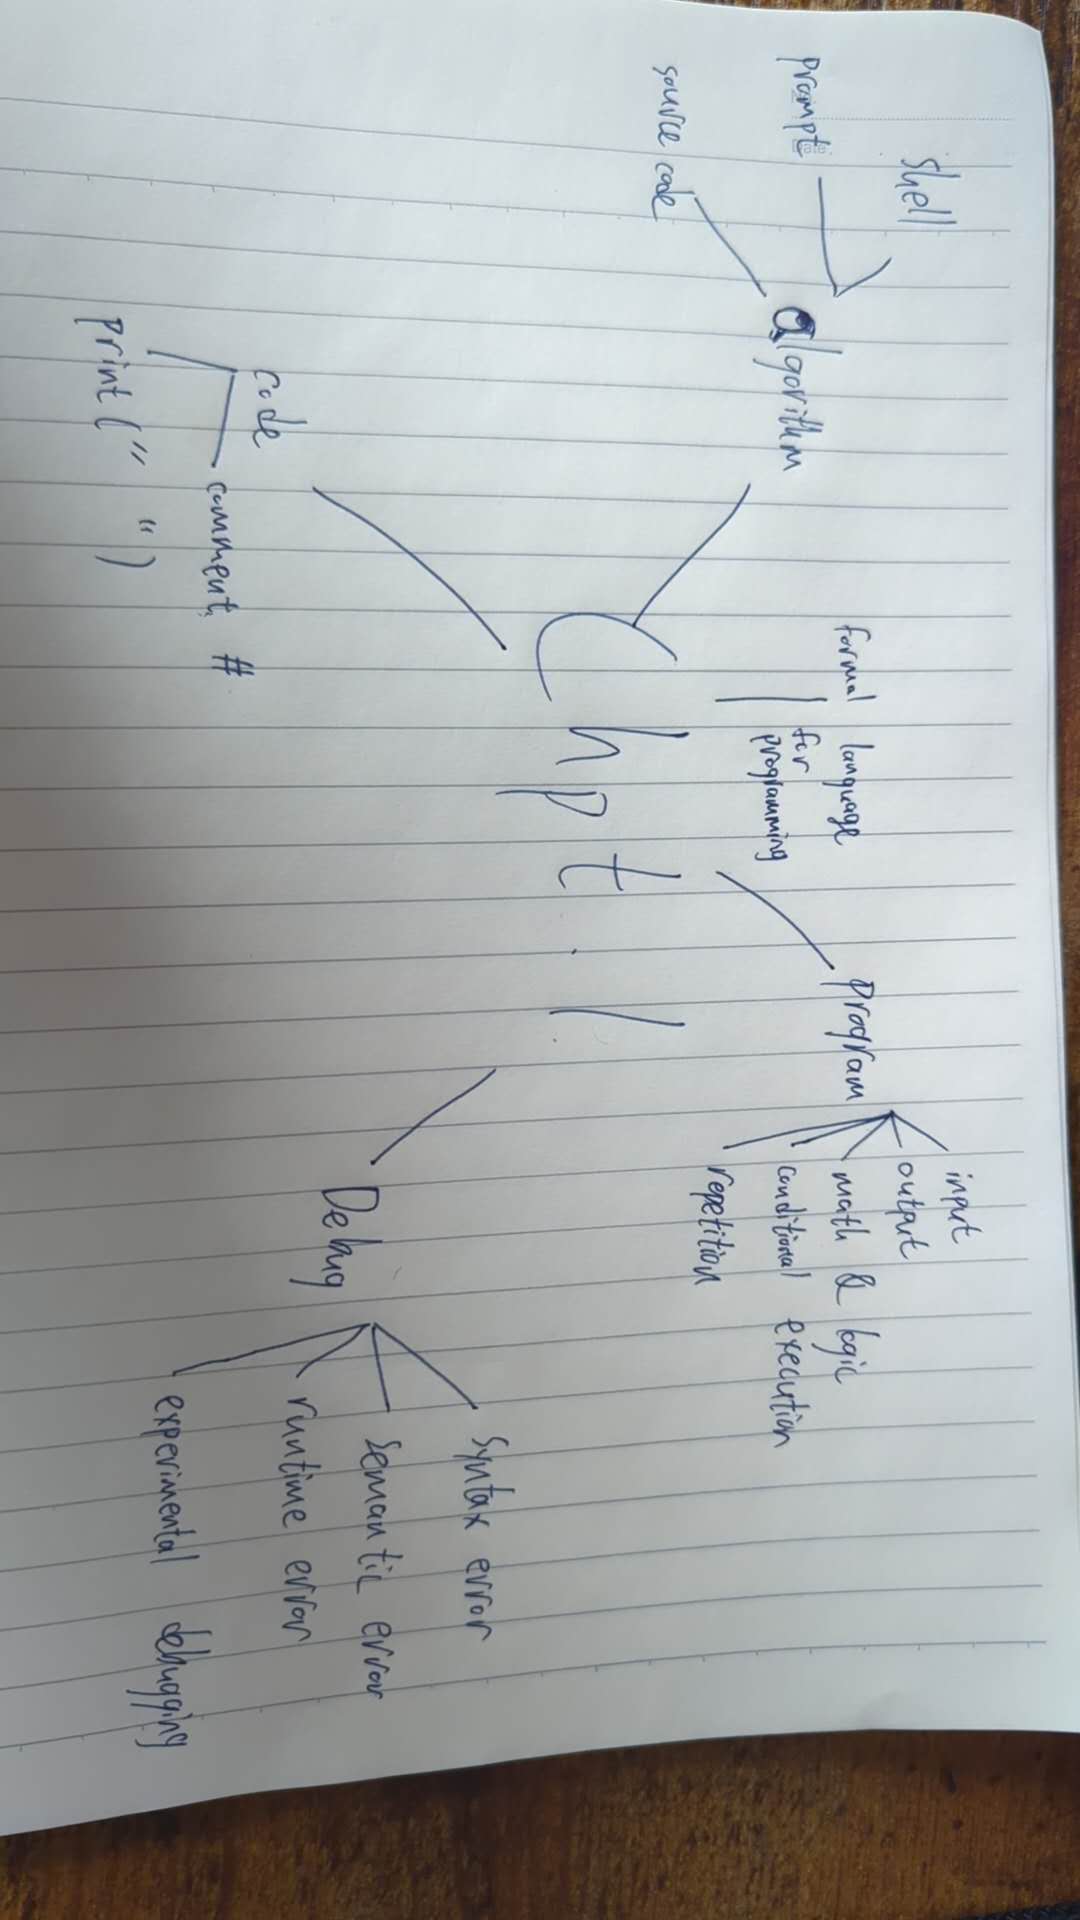 shell
prompt
source code
algorithm
formal language
for
programming
program
input
output
math & logic
conditional execution
repetition
Chpt. 1
code
comment #
print(" ")
Debug
Syntax error
Semantic error
runtime error
experimental debugging